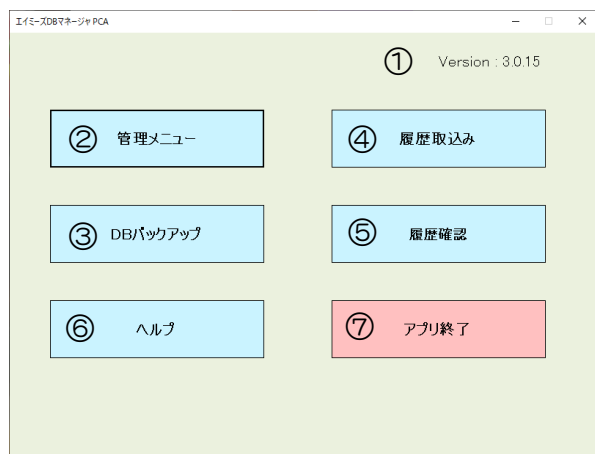 エイミーズDBマネージャ PCA
① Version : 3.0.15
② 管理メニュー
④ 履歴取込み
③ DBバックアップ
⑤ 履歴確認
⑥ ヘルプ
⑦ アプリ終了